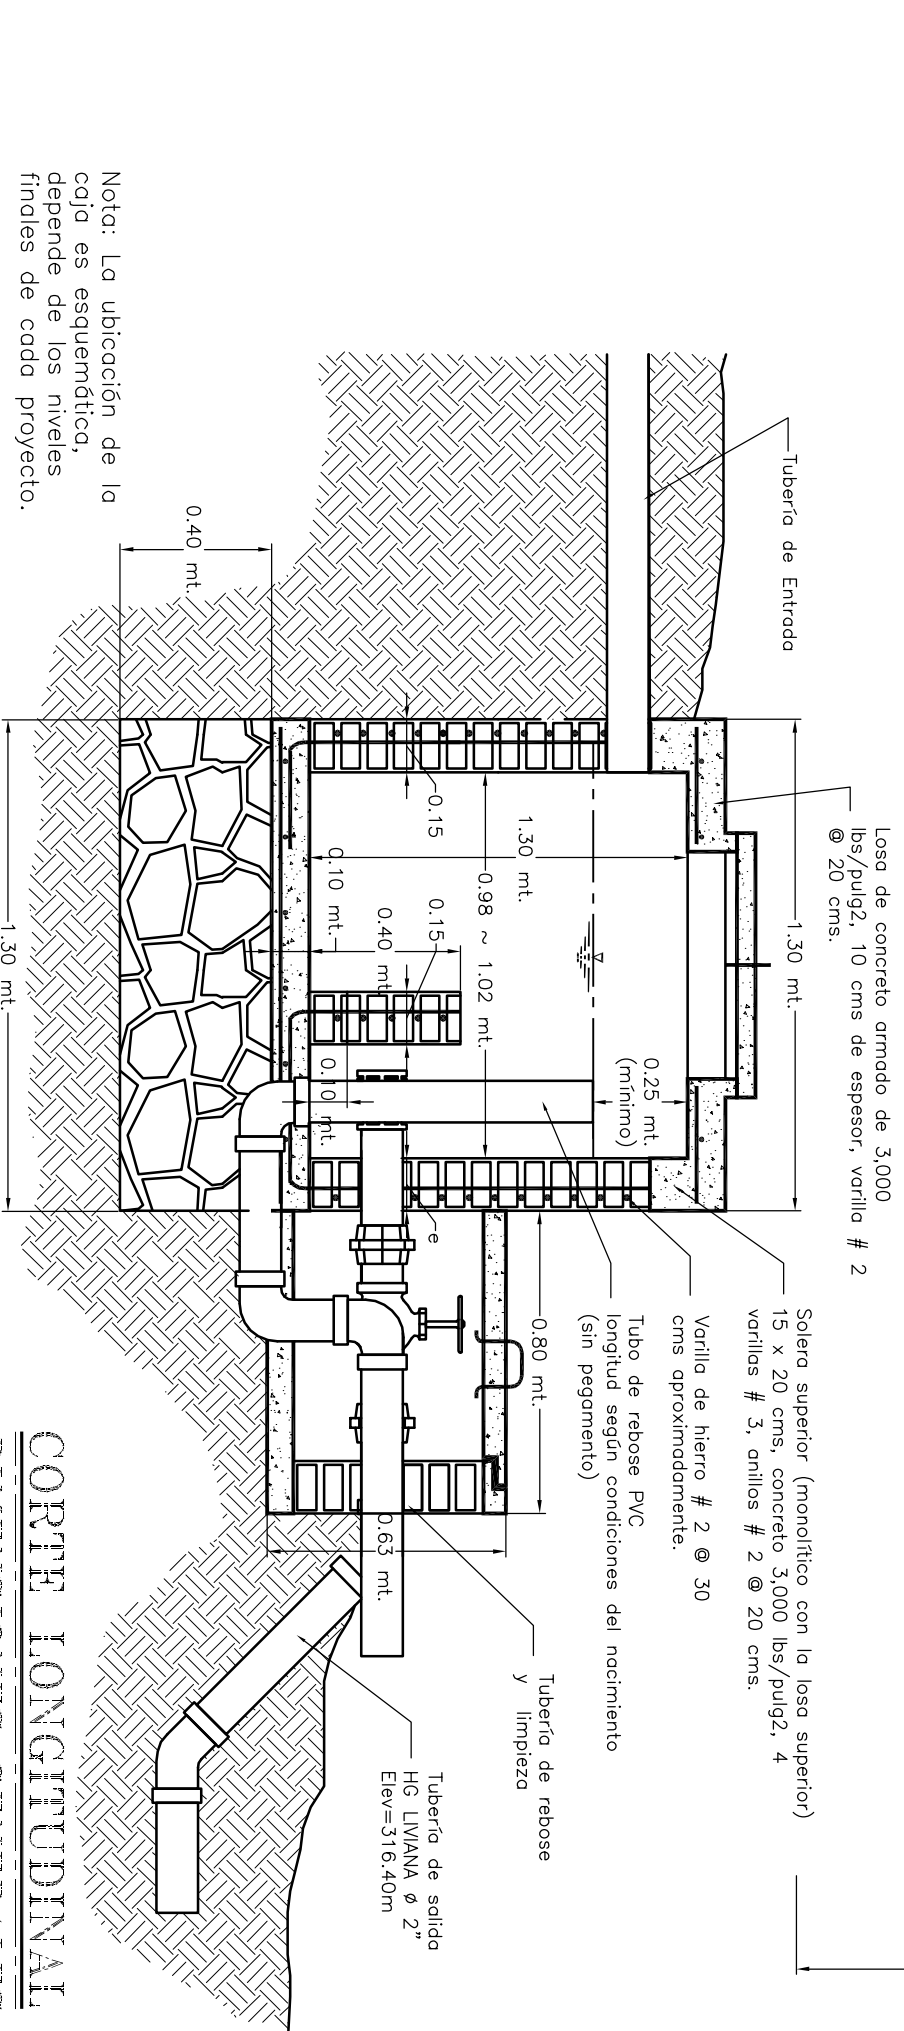 Losa de concreto armado de 3,000
lbs/pulg2, 10 cms de espesor, varilla # 2
@ 20 cms.
Solera superior (monolítico con la losa superior)
15 x 20 cms, concreto 3,000 lbs/pulg2, 4
varillas # 3, anillos # 2 @ 20 cms.
Tubería de Entrada
1.30 mt.
Varilla de hierro # 2 @ 30
cms aproximadamente.
0.25 mt.
(mínimo)
Tubo de rebose PVC
longitud según condiciones del nacimiento
(sin pegamento)
1.30 mt.
0.98 ~ 1.02 mt.
0.80 mt.
Tubería de rebose
y limpieza
0.15
0.15
e
0.40 mt.
0.10 mt.
0.10 mt.
0.63 mt.
Tubería de salida
HG LIVIANA ø 2"
Elev=316.40m
0.40 mt.
1.30 mt.
Nota: La ubicación de la
caja es esquemática,
depende de los niveles
finales de cada proyecto.
CORTE LONGITUDINAL